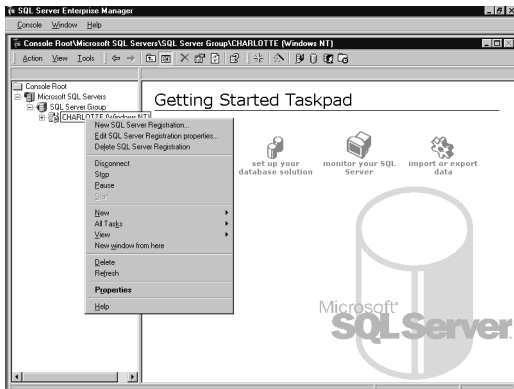 SQL Server Enterprise Manager
Console Window Help
Console Root\Microsoft SQL Servers\SQL Server Group\CHARLOTTE (Windows NT)
Action View Tools
Console Root
Microsoft SQL Servers
SQL Server Group
CHARLOTTE (Windows NT)
New SQL Server Registration...
Edit SQL Server Registration properties...
Delete SQL Server Registration
Disconnect
Stop
Pause
Start
New
All Tasks
View
New window from here
Delete
Refresh
Properties
Help
Getting Started Taskpad
set up your
database solution
monitor your SQL
Server
import or export
data
Microsoft®
SQL Server